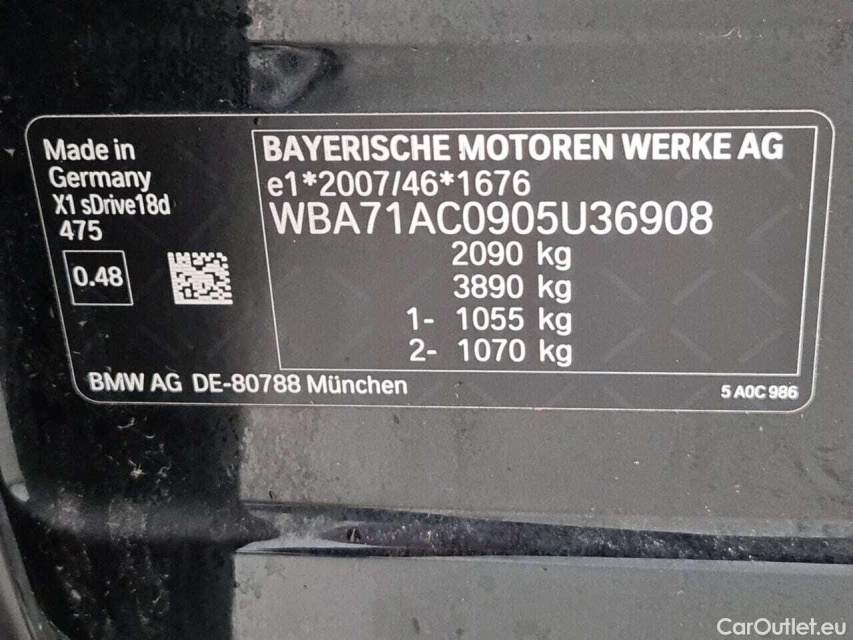 Made in
Germany
X1 sDrive18d
475
0.48
BAYERISCHE MOTOREN WERKE AG
e1*2007/46*1676
WBA71AC0905U36908
2090 kg
3890 kg
1- 1055 kg
2- 1070 kg
BMW AG DE-80788 München
5 A0C 986
CarOutlet.eu